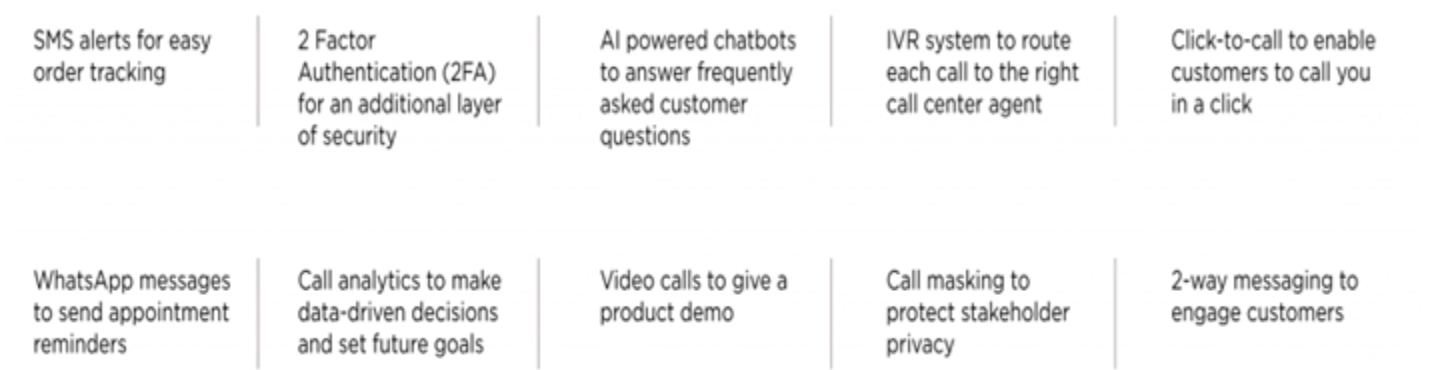 SMS alerts for easy
order tracking
2 Factor
Authentication (2FA)
for an additional layer
of security
AI powered chatbots
to answer frequently
asked customer
questions
IVR system to route
each call to the right
call center agent
Click-to-call to enable
customers to call you
in a click
WhatsApp messages
to send appointment
reminders
Call analytics to make
data-driven decisions
and set future goals
Video calls to give a
product demo
Call masking to
protect stakeholder
privacy
2-way messaging to
engage customers